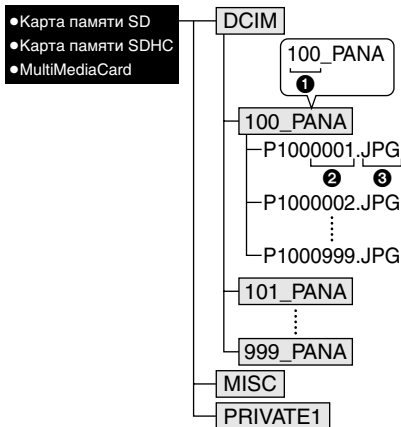 ●Карта памяти SD
●Карта памяти SDHC
●MultiMediaCard
DCIM
100_PANA
❶
100_PANA
P1000001.JPG
❷ ❸
P1000002.JPG
P1000999.JPG
101_PANA
999_PANA
MISC
PRIVATE1